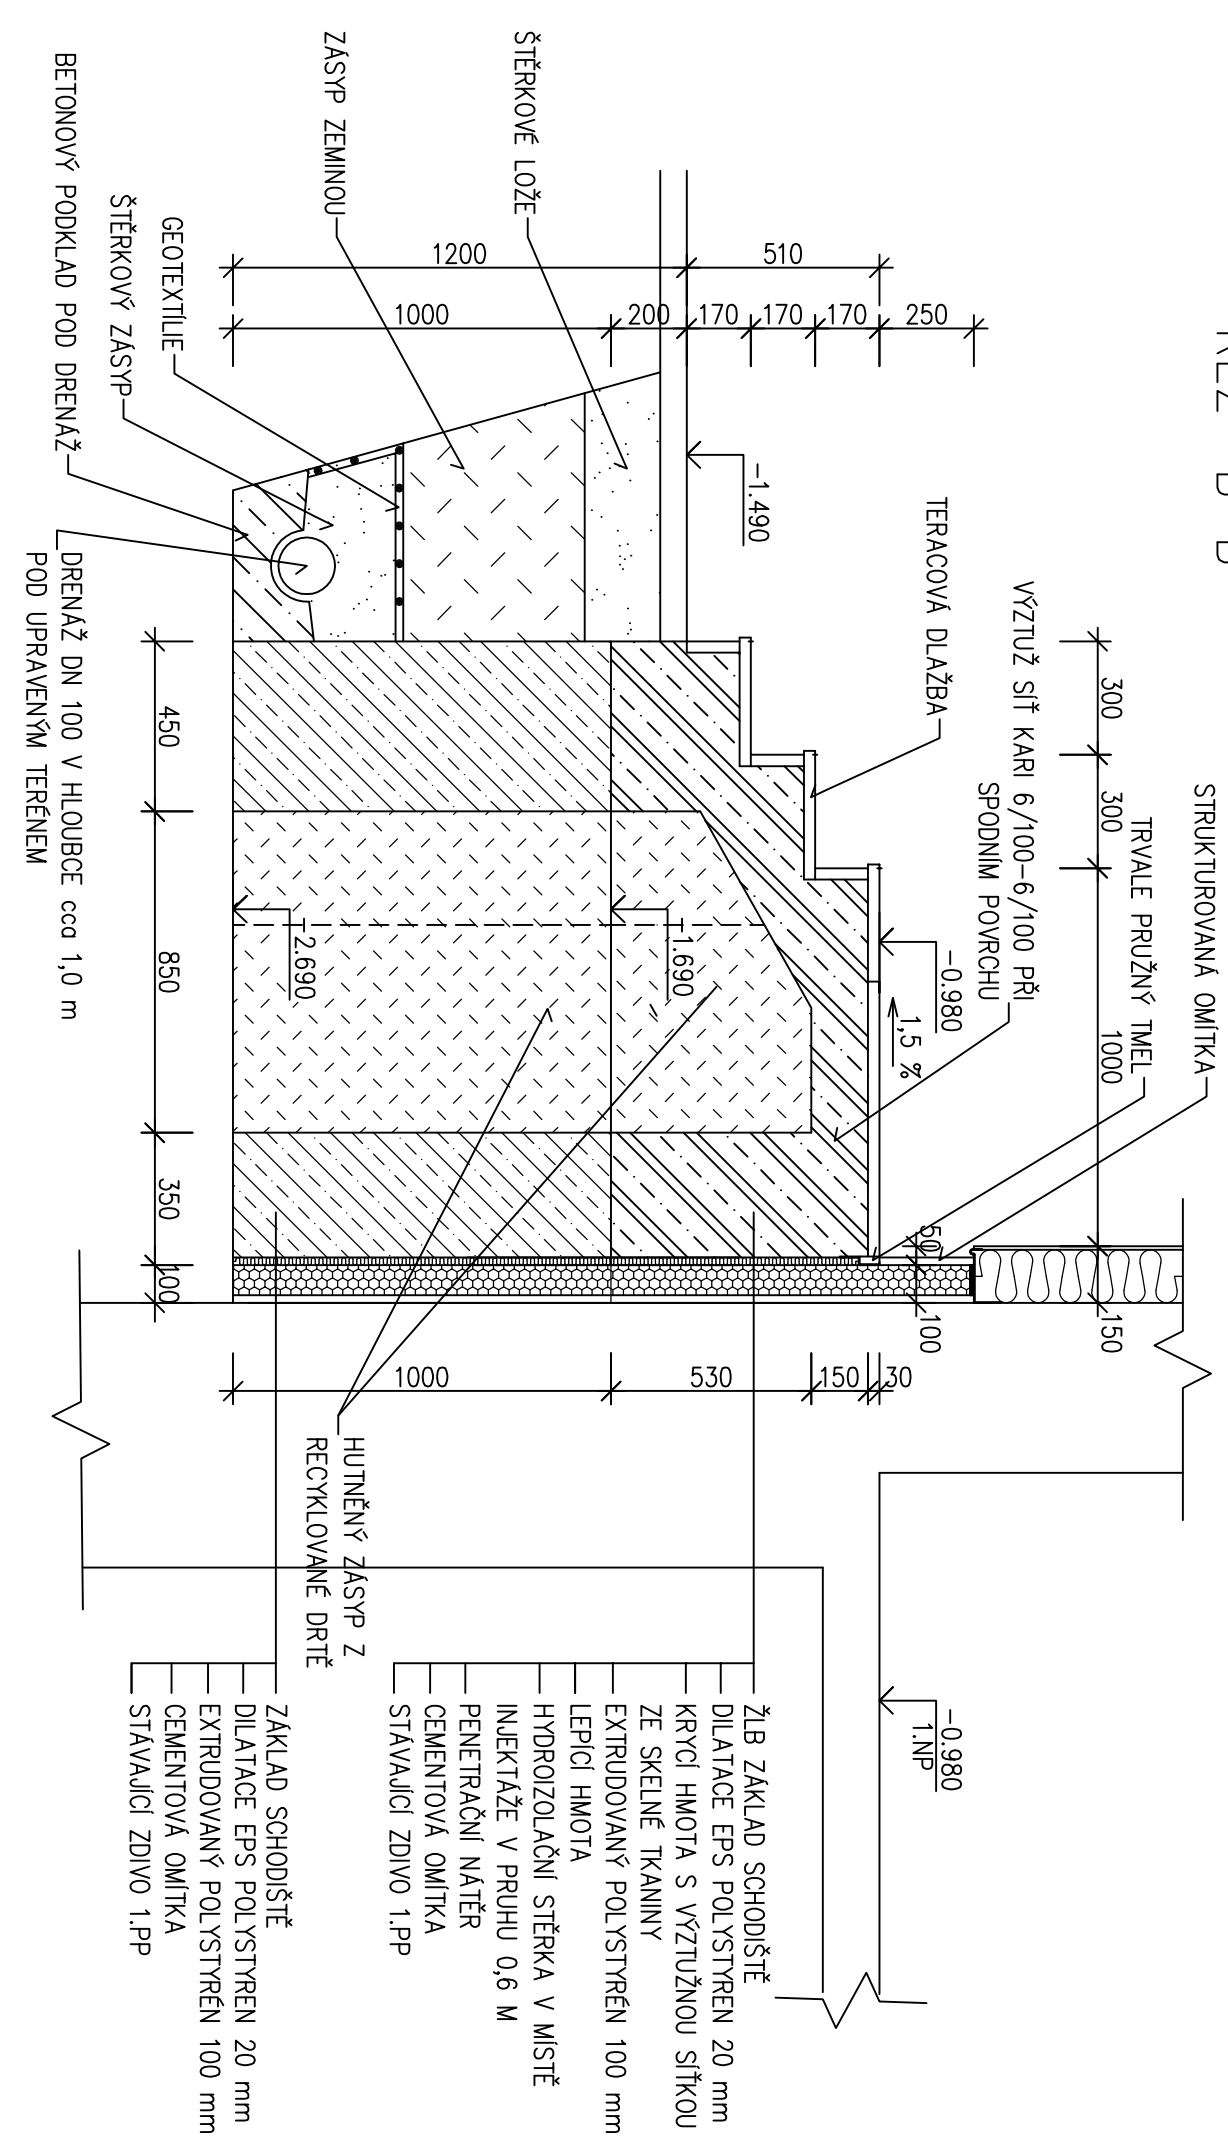 STRUKTUROVANÁ OMÍTKA
TRVALE PRUŽNÝ TMEL
VÝZTUŽ SÍŤ KARI 6/100-6/100 PŘI
SPODNÍM POVRCHU
TERACOVÁ DLAŽBA
ŠTĚRKOVÉ LOŽE
ZÁSYP ZEMINOU
GEOTEXTÍLIE
ŠTĚRKOVÝ ZÁSYP
BETONOVÝ PODKLAD POD DRENÁŽ
DRENÁŽ DN 100 V HLOUBCE cca 1,0 m
POD UPRAVENÝM TERÉNEM
300
300
1000
150
250
170
170
170
200
1000
510
1200
-1.490
-0.980
1,5 %
-1.690
-2.690
50
100
450
850
350
100
30
150
530
1000
-0.980
1.NP
HUTNĚNÝ ZÁSYP Z
RECYKLOVANÉ DRTĚ
ŽLB ZÁKLAD SCHODIŠTĚ
DILATACE EPS POLYSTYREN 20 mm
KRYCÍ HMOTA S VÝZTUŽNOU SÍŤKOU
ZE SKELNÉ TKANINY
EXTRUDOVANÝ POLYSTYRÉN 100 mm
LEPÍCÍ HMOTA
HYDROIZOLAČNÍ STĚRKA V MÍSTĚ
INJEKTÁŽE V PRUHU 0,6 M
PENETRAČNÍ NÁTĚR
CEMENTOVÁ OMÍTKA
STÁVAJÍCÍ ZDIVO 1.PP
ZÁKLAD SCHODIŠTĚ
DILATACE EPS POLYSTYREN 20 mm
EXTRUDOVANÝ POLYSTYRÉN 100 mm
CEMENTOVÁ OMÍTKA
STÁVAJÍCÍ ZDIVO 1.PP